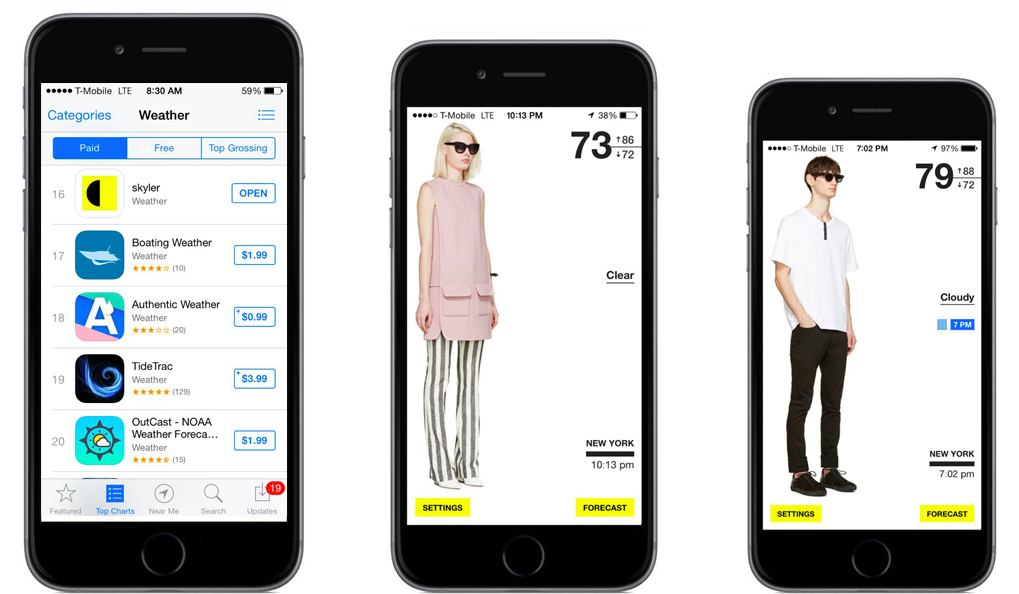 T-Mobile LTE 8:30 AM 59%
Categories Weather
Paid Free Top Grossing
16 skyler OPEN
Weather
17 Boating Weather $1.99
Weather
(10)
18 Authentic Weather +$0.99
Weather
(20)
19 TideTrac +$3.99
Weather
(129)
20 OutCast - NOAA
Weather Foreca... $1.99
Weather
(15)
Featured Top Charts Near Me Search Updates 19
T-Mobile LTE 10:13 PM 38%
73 ↑86
↓72
Clear
NEW YORK
10:13 pm
SETTINGS FORECAST
T-Mobile LTE 7:02 PM 97%
79 ↑88
↓72
Cloudy
7 PM
NEW YORK
7:02 pm
SETTINGS FORECAST